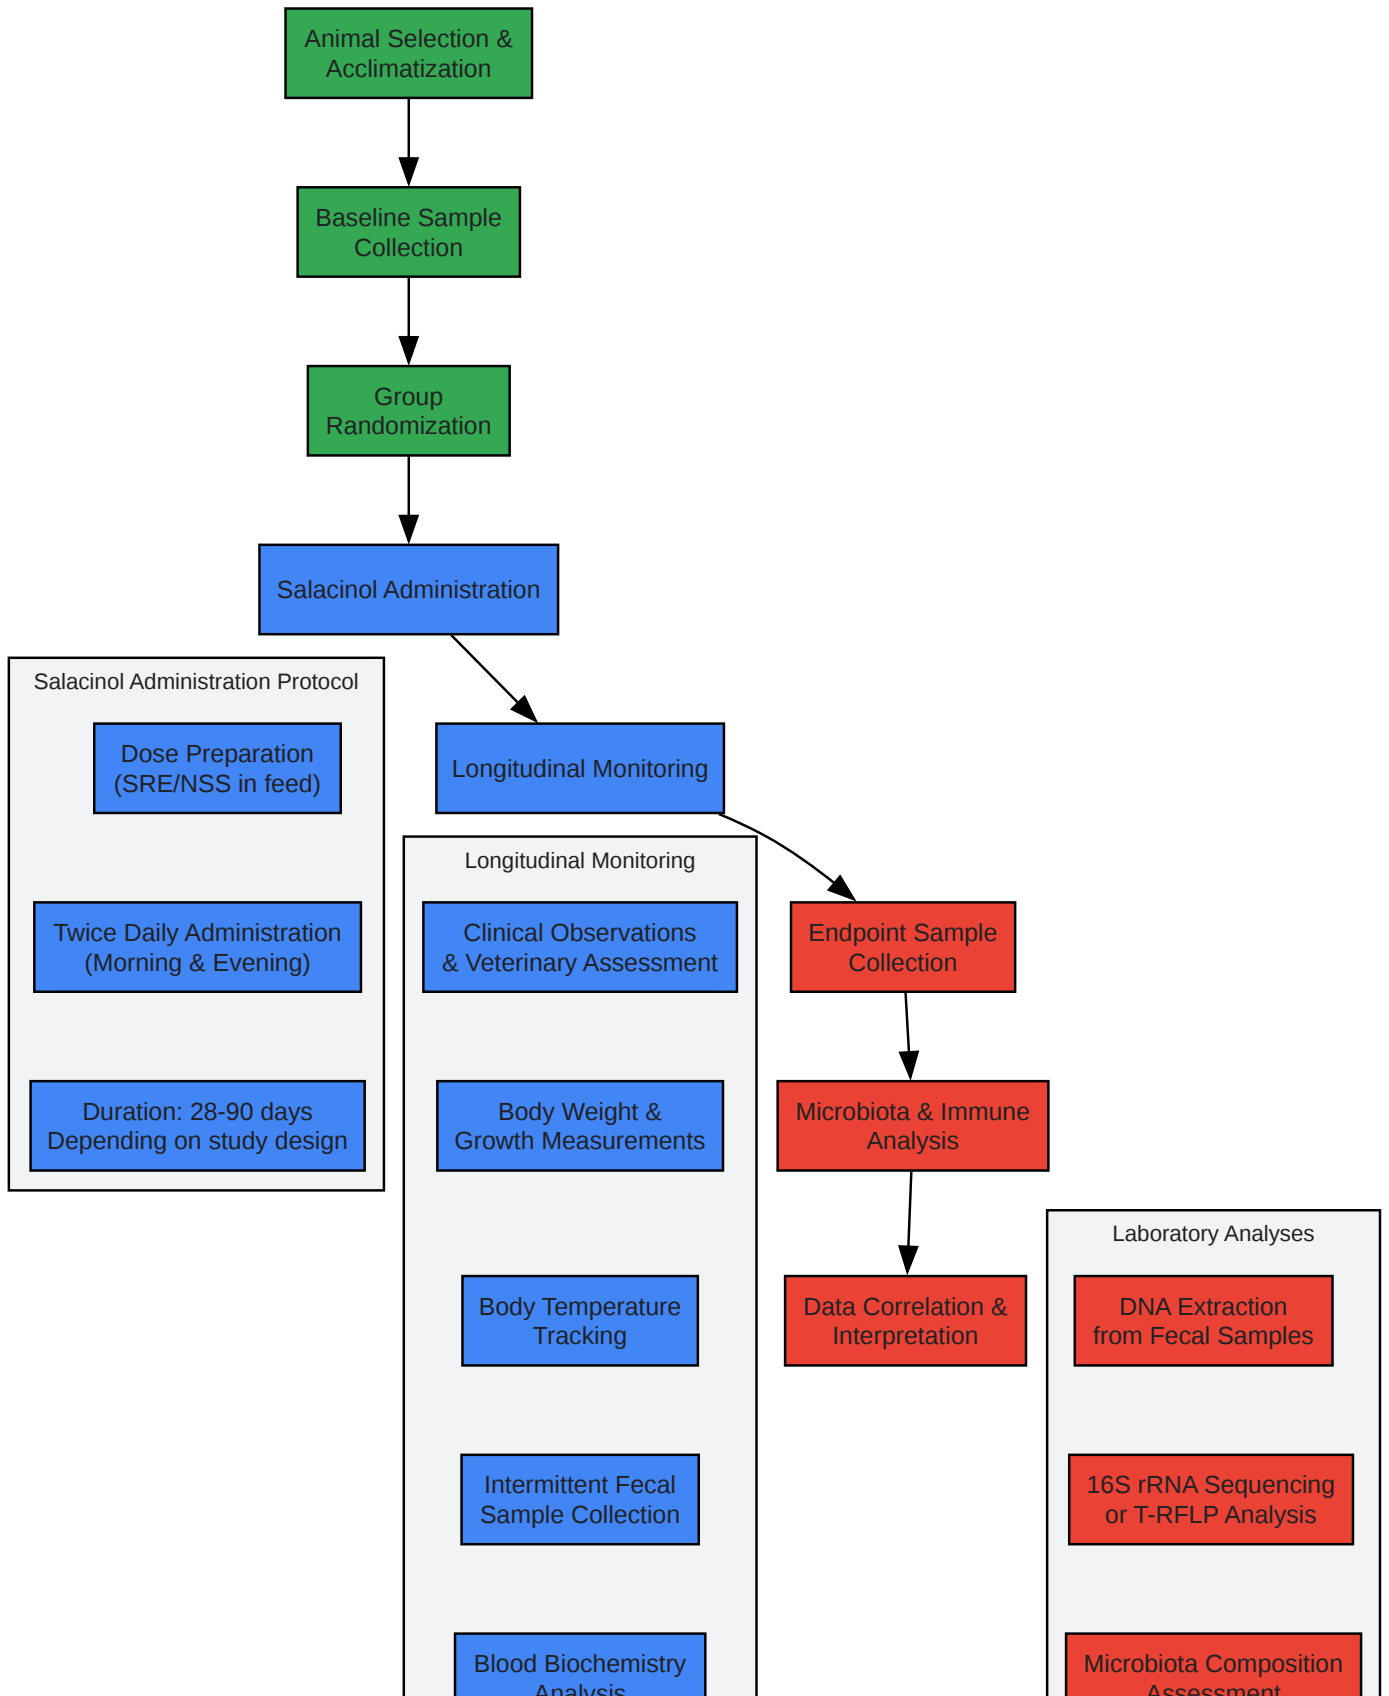 Animal Selection &
Acclimatization
Baseline Sample
Collection
Group
Randomization
Salacinol Administration
Salacinol Administration Protocol
Dose Preparation
(SRE/NSS in feed)
Twice Daily Administration
(Morning & Evening)
Duration: 28-90 days
Depending on study design
Longitudinal Monitoring
Longitudinal Monitoring
Clinical Observations
& Veterinary Assessment
Body Weight &
Growth Measurements
Body Temperature
Tracking
Intermittent Fecal
Sample Collection
Blood Biochemistry
Analysis
Endpoint Sample
Collection
Microbiota & Immune
Analysis
Data Correlation &
Interpretation
Laboratory Analyses
DNA Extraction
from Fecal Samples
16S rRNA Sequencing
or T-RFLP Analysis
Microbiota Composition
Assessment